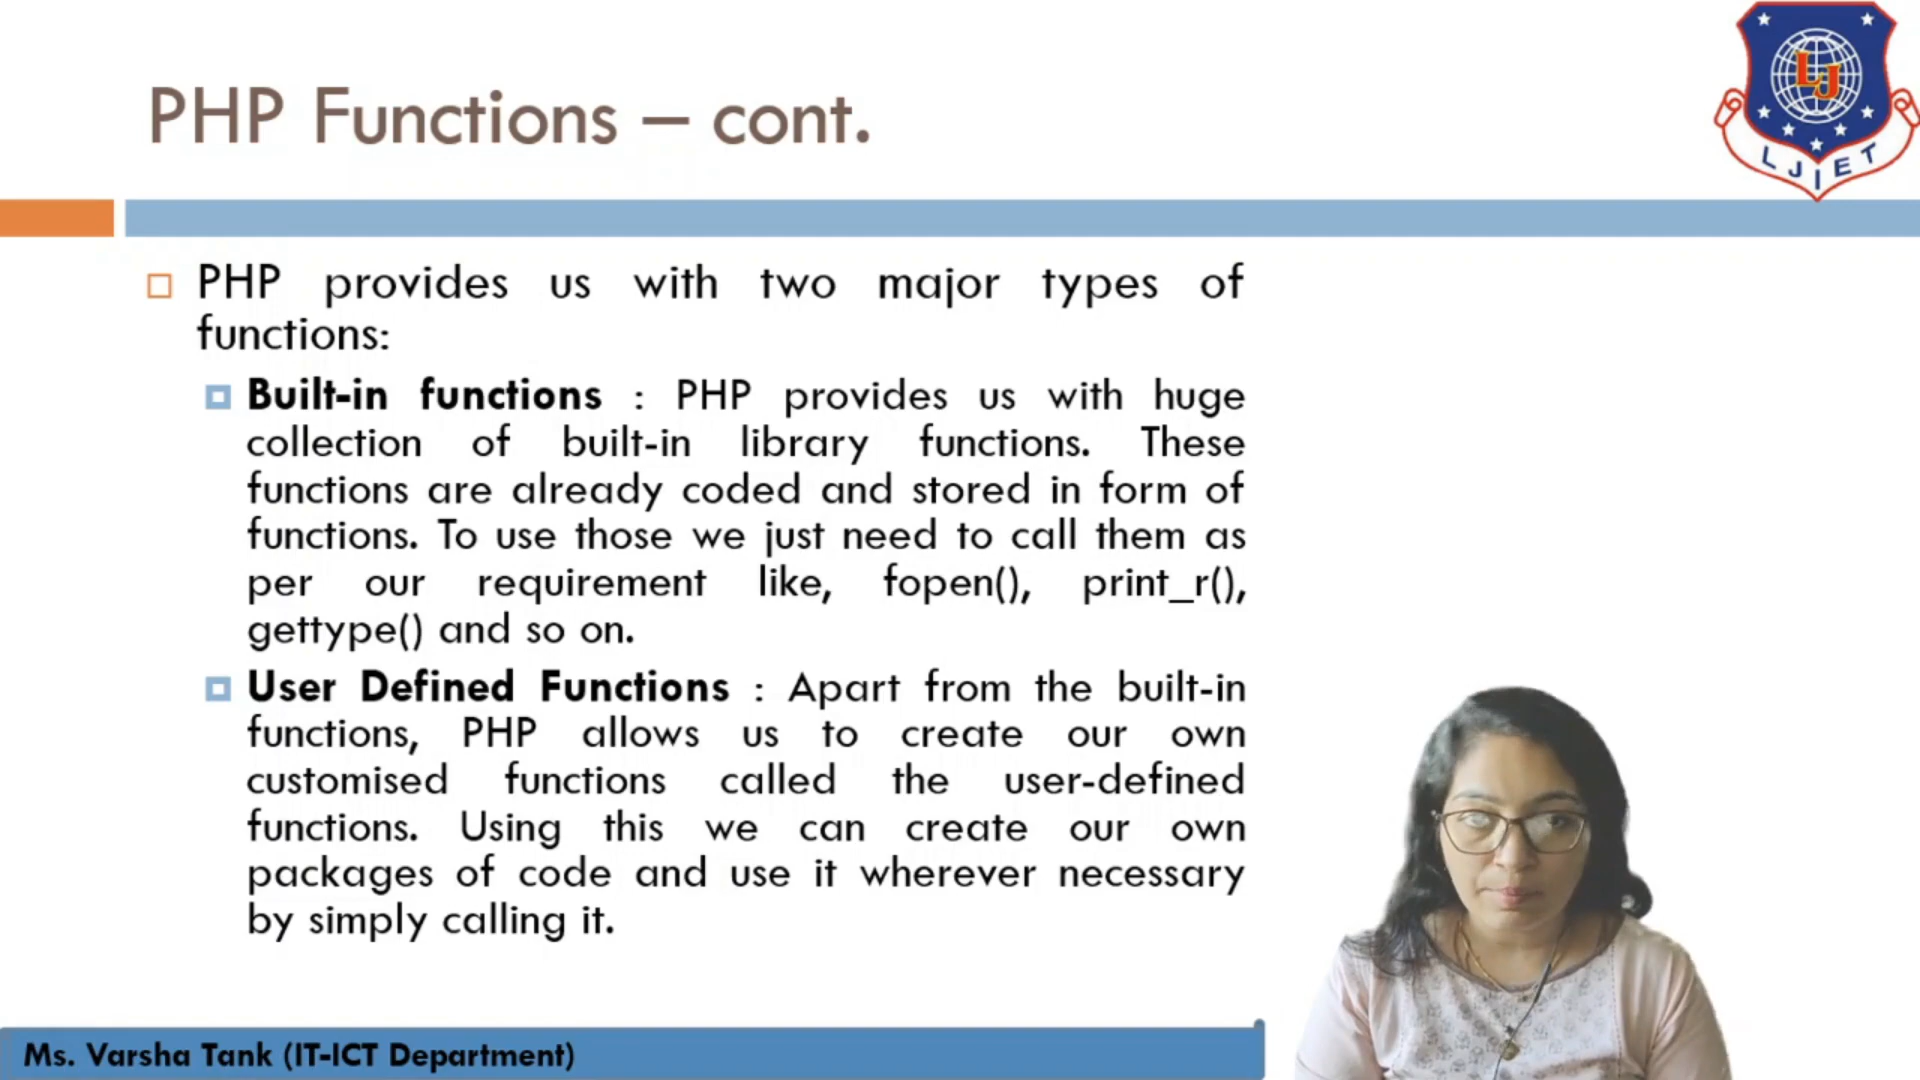 PHP Functions – cont.
LJ
LJIET
PHP provides us with two major types of
functions:
Built-in functions : PHP provides us with huge
collection of built-in library functions. These
functions are already coded and stored in form of
functions. To use those we just need to call them as
per our requirement like, fopen(), print_r(),
gettype() and so on.
User Defined Functions : Apart from the built-in
functions, PHP allows us to create our own
customised functions called the user-defined
functions. Using this we can create our own
packages of code and use it wherever necessary
by simply calling it.
Ms. Varsha Tank (IT-ICT Department)